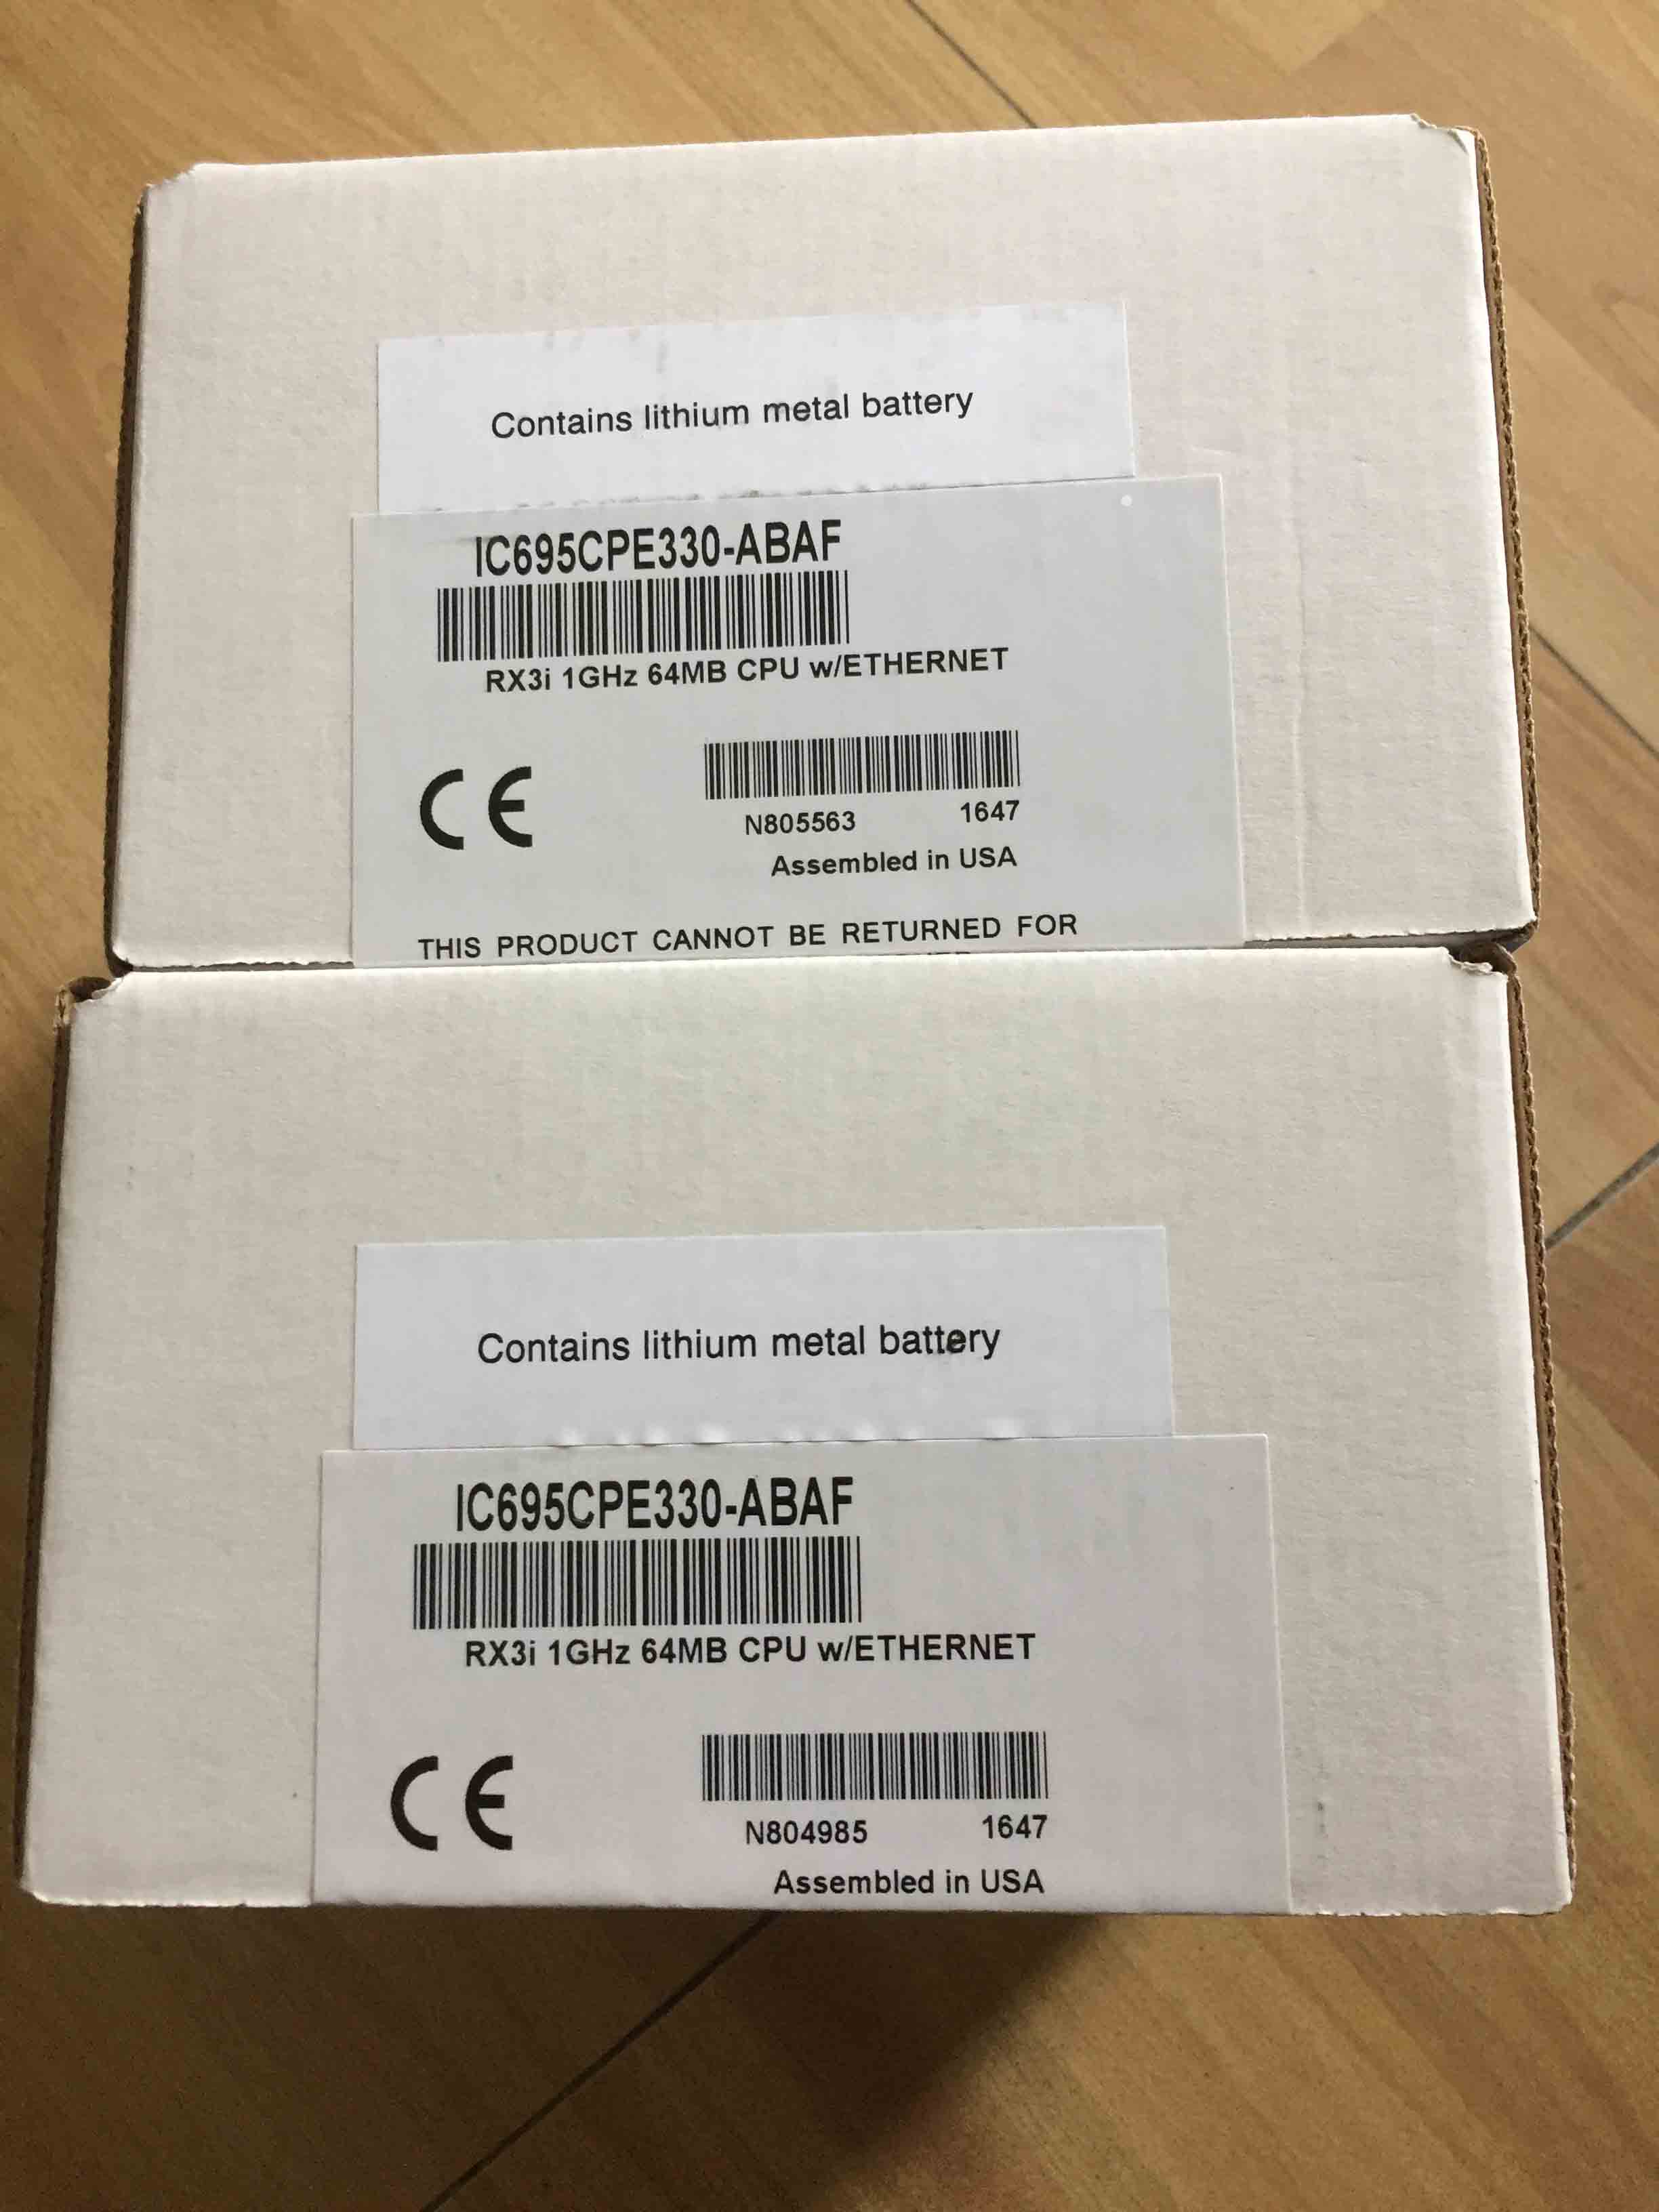 Contains lithium metal battery
IC695CPE330-ABAF
RX3i 1GHz 64MB CPU w/ETHERNET
CE
N805563 1647
Assembled in USA
THIS PRODUCT CANNOT BE RETURNED FOR
Contains lithium metal battery
IC695CPE330-ABAF
RX3i 1GHz 64MB CPU w/ETHERNET
CE
N804985 1647
Assembled in USA